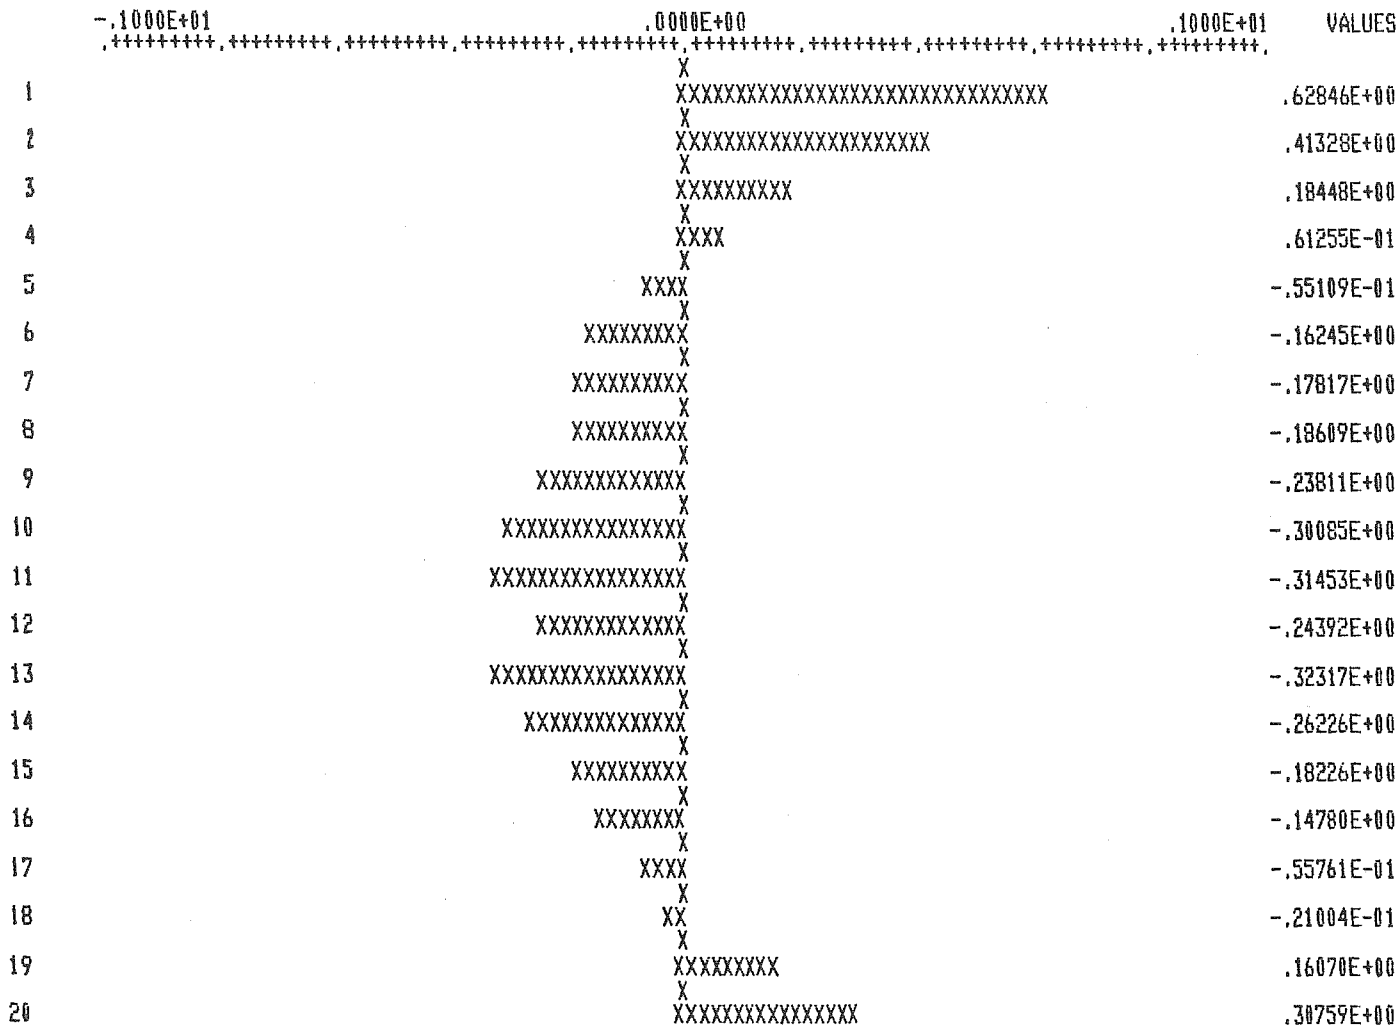 -.1000E+01 .0000E+00 .1000E+01 VALUES
.+++++++++.+++++++++.+++++++++.+++++++++.+++++++++.+++++++++.+++++++++.+++++++++.+++++++++.+++++++++.
X
1 XXXXXXXXXXXXXXXXXXXXXXXXXXXXXXXX .62846E+00
X
2 XXXXXXXXXXXXXXXXXXXXXX .41328E+00
X
3 XXXXXXXXXX .18448E+00
X
4 XXXX .61255E-01
X
5 XXXX -.55109E-01
X
6 XXXXXXXXX -.16245E+00
X
7 XXXXXXXXXX -.17817E+00
X
8 XXXXXXXXXX -.18609E+00
X
9 XXXXXXXXXXXXX -.23811E+00
X
10 XXXXXXXXXXXXXXXX -.30085E+00
X
11 XXXXXXXXXXXXXXXXX -.31453E+00
X
12 XXXXXXXXXXXXX -.24392E+00
X
13 XXXXXXXXXXXXXXXXX -.32317E+00
X
14 XXXXXXXXXXXXXX -.26226E+00
X
15 XXXXXXXXXX -.18226E+00
X
16 XXXXXXXX -.14780E+00
X
17 XXXX -.55761E-01
X
18 XX -.21004E-01
X
19 XXXXXXXXX .16070E+00
X
20 XXXXXXXXXXXXXXXX .30759E+00